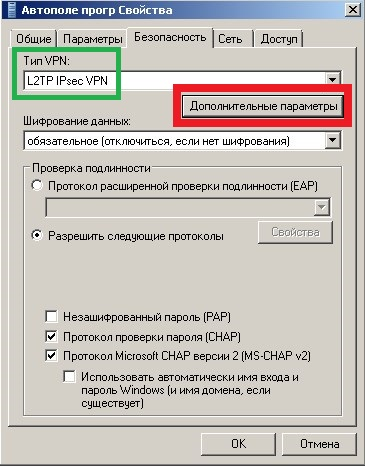 Автополе прогр Свойства
Общие Параметры Безопасность Сеть Доступ
Тип VPN:
L2TP IPsec VPN
Дополнительные параметры
Шифрование данных:
обязательное (отключиться, если нет шифрования)
Проверка подлинности
Протокол расширенной проверки подлинности (EAP)
Разрешить следующие протоколы
Свойства
Незашифрованный пароль (PAP)
Протокол проверки пароля (CHAP)
Протокол Microsoft CHAP версии 2 (MS-CHAP v2)
Использовать автоматически имя входа и
пароль Windows (и имя домена, если
существует)
ОК Отмена